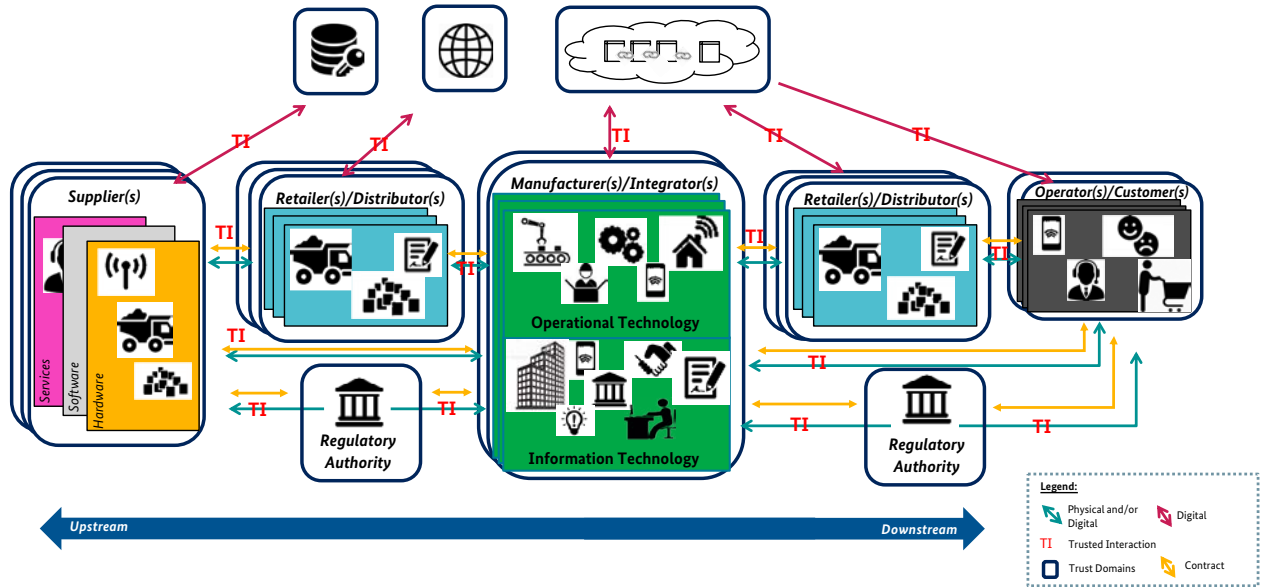 TI
TI
TI
TI
TI
Supplier(s)
Retailer(s)/Distributor(s)
Manufacturer(s)/Integrator(s)
Retailer(s)/Distributor(s)
Operator(s)/Customer(s)
TI
TI
TI
TI
Services
Software
Hardware
Operational Technology
TI
TI
TI
TI
TI
TI
Regulatory
Authority
Information Technology
Regulatory
Authority
Upstream
Downstream
Legend:
Physical and/or
Digital
Digital
TI Trusted Interaction
Trust Domains
Contract